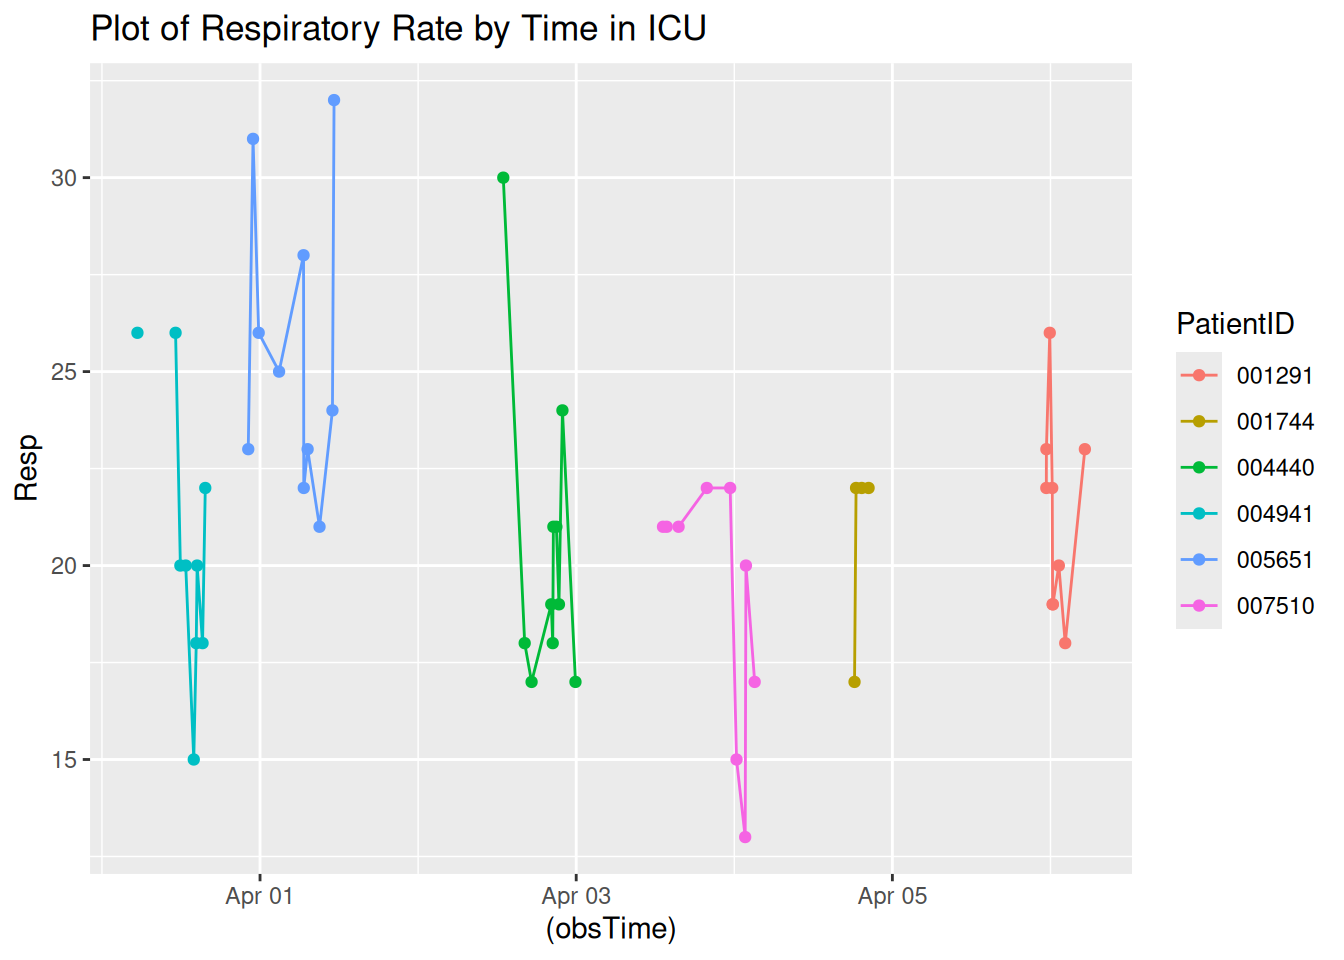 Plot of Respiratory Rate by Time in ICU
Resp
30
25
20
15
Apr 01
Apr 03
Apr 05
(obsTime)
PatientID
001291
001744
004440
004941
005651
007510